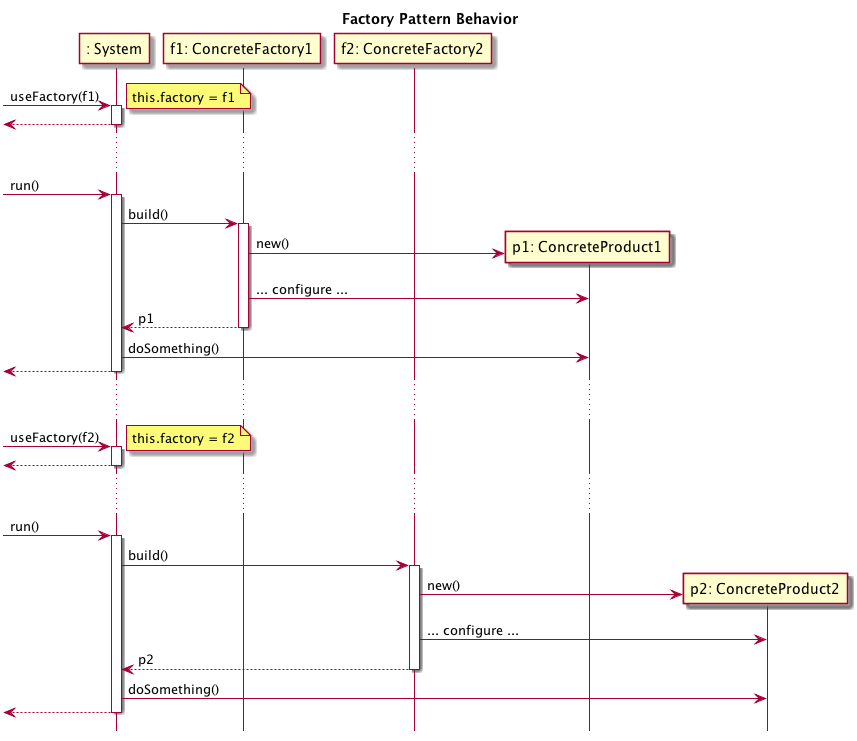 Factory Pattern Behavior
: System
f1: ConcreteFactory1
f2: ConcreteFactory2
useFactory(f1)
this.factory = f1
run()
build()
new()
p1: ConcreteProduct1
... configure ...
p1
doSomething()
useFactory(f2)
this.factory = f2
run()
build()
new()
p2: ConcreteProduct2
... configure ...
p2
doSomething()